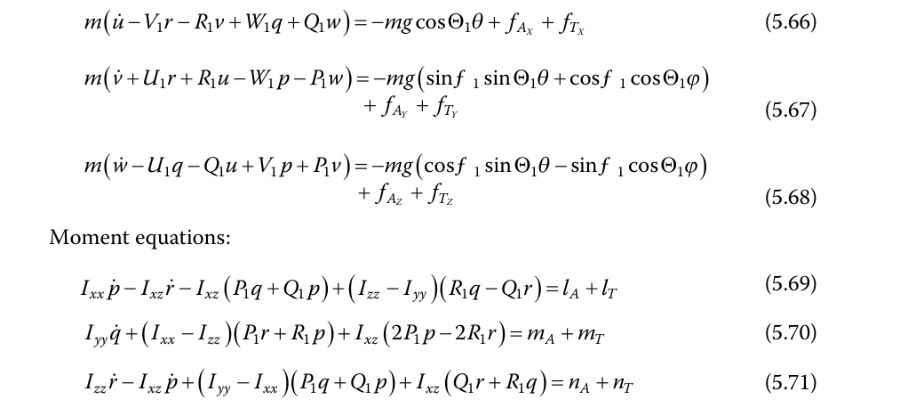 m(u̇ – V₁r – R₁v + W₁q + Q₁w) = –mg cosΘ₁θ + f_{A_X} + f_{T_X} (5.66)
m(v̇ + U₁r + R₁u – W₁p – P₁w) = –mg(sinf ₁ sinΘ₁θ + cosf ₁ cosΘ₁φ)
+ f_{A_Y} + f_{T_Y} (5.67)
m(ẇ – U₁q – Q₁u + V₁p + P₁v) = –mg(cosf ₁ sinΘ₁θ – sinf ₁ cosΘ₁φ)
+ f_{A_Z} + f_{T_Z} (5.68)
Moment equations:
I_{xx}ṗ – I_{xz}ṙ – I_{xz}(P₁q + Q₁p) + (I_{zz} – I_{yy})(R₁q – Q₁r) = l_A + l_T (5.69)
I_{yy}q̇ + (I_{xx} – I_{zz})(P₁r + R₁p) + I_{xz}(2P₁p – 2R₁r) = m_A + m_T (5.70)
I_{zz}ṙ – I_{xz}ṗ + (I_{yy} – I_{xx})(P₁q + Q₁p) + I_{xz}(Q₁r + R₁q) = n_A + n_T (5.71)